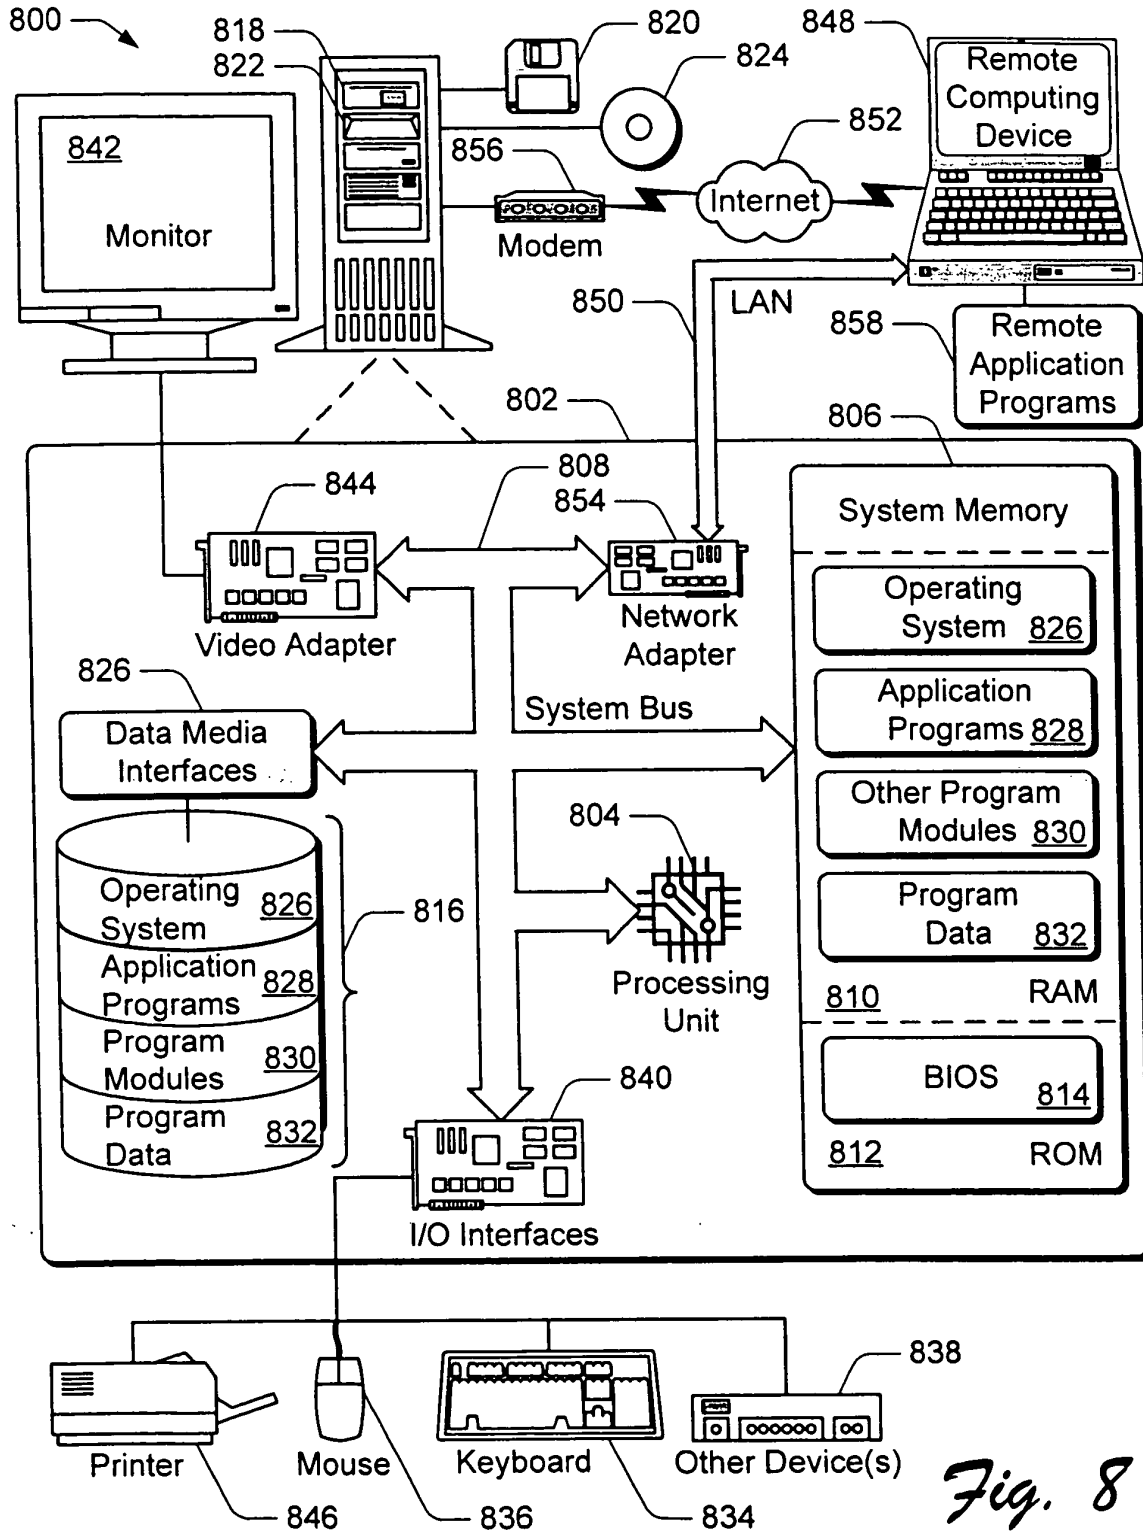 800
818
822
820
824
848
Remote
Computing
Device
842
Monitor
856
Modem
852
Internet
850
LAN
858
Remote
Application
Programs
802
806
844
808
854
Video Adapter
Network
Adapter
System Memory
Operating
System 826
Application
Programs 828
Other Program
Modules 830
Program
Data 832
810 RAM
BIOS 814
812 ROM
826
Data Media
Interfaces
System Bus
Operating
System 826
Application
Programs 828
Program
Modules 830
Program
Data 832
816
804
Processing
Unit
840
I/O Interfaces
838
Printer
Mouse
Keyboard
Other Device(s)
846
836
834
Fig. 8